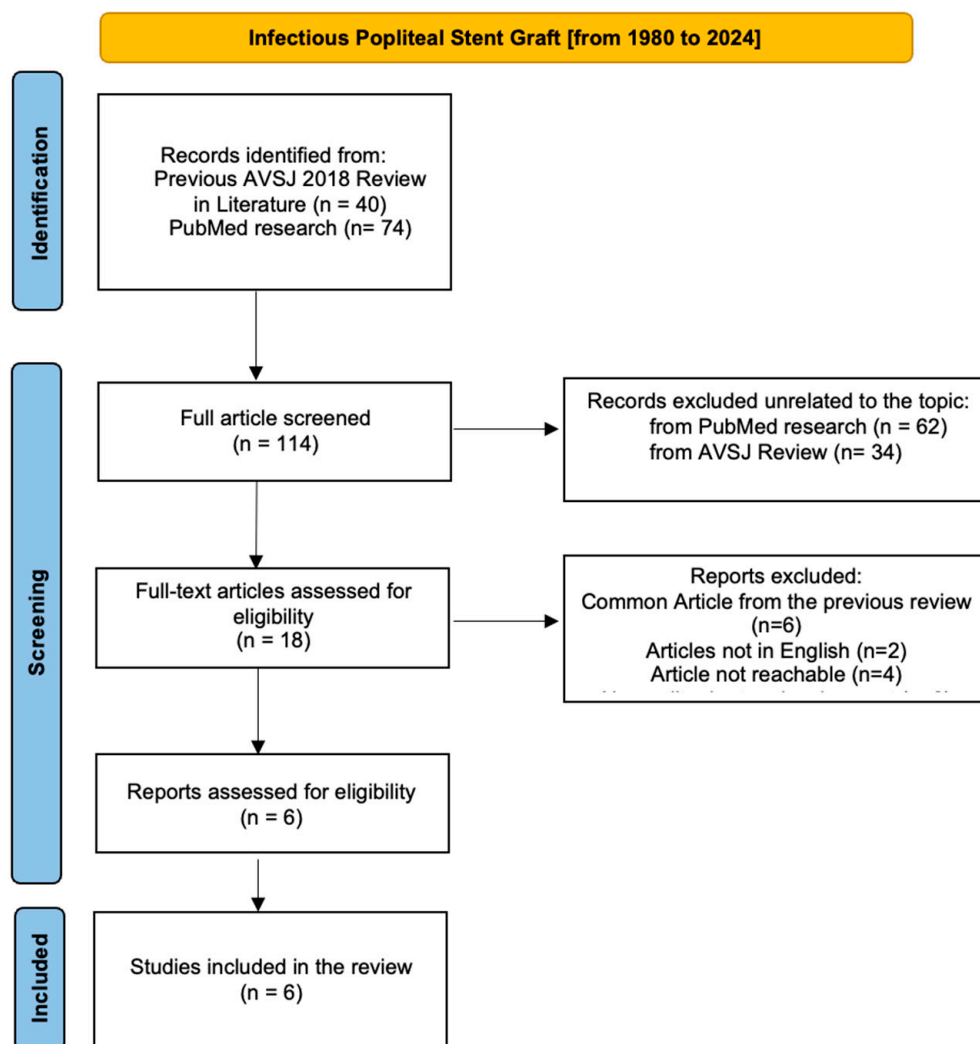 Infectious Popliteal Stent Graft [from 1980 to 2024]
Identification
Records identified from:
Previous AVSJ 2018 Review
in Literature (n = 40)
PubMed research (n= 74)
Screening
Full article screened
(n = 114)
Records excluded unrelated to the topic:
from PubMed research (n = 62)
from AVSJ Review (n= 34)
Full-text articles assessed for
eligibility
(n = 18)
Reports excluded:
Common Article from the previous review
(n=6)
Articles not in English (n=2)
Article not reachable (n=4)
Reports assessed for eligibility
(n = 6)
Included
Studies included in the review
(n = 6)